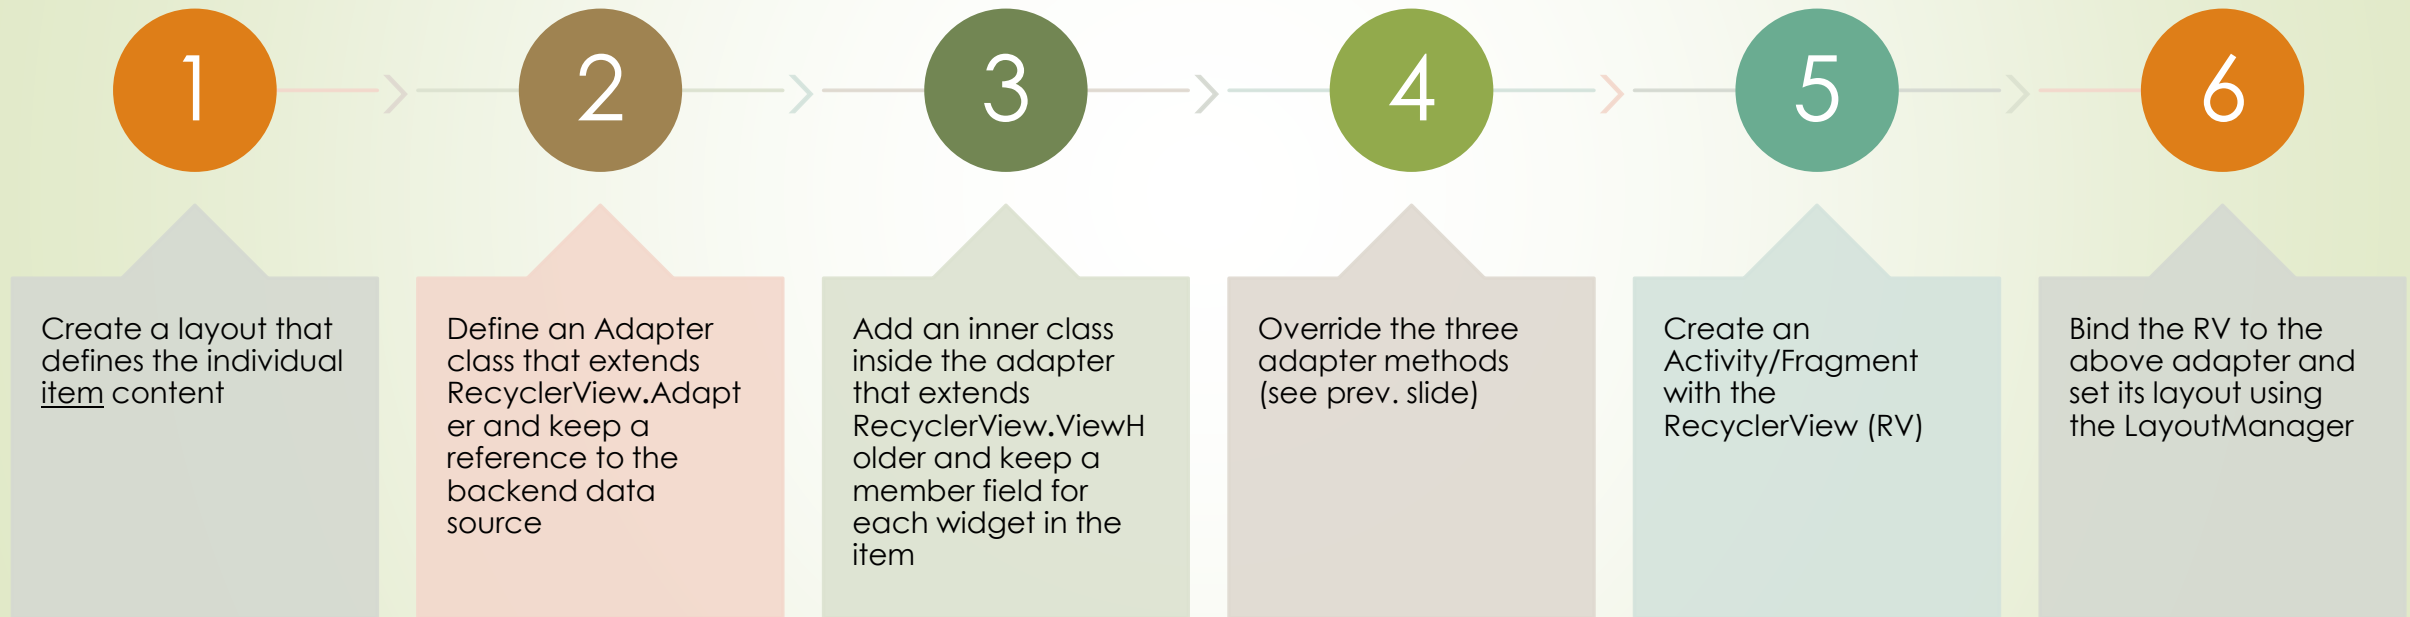 1
2
3
4
5
6
Create a layout that
defines the individual
item content
Define an Adapter
class that extends
RecyclerView.Adapt
er and keep a
reference to the
backend data
source
Add an inner class
inside the adapter
that extends
RecyclerView.ViewH
older and keep a
member field for
each widget in the
item
Override the three
adapter methods
(see prev. slide)
Create an
Activity/Fragment
with the
RecyclerView (RV)
Bind the RV to the
above adapter and
set its layout using
the LayoutManager